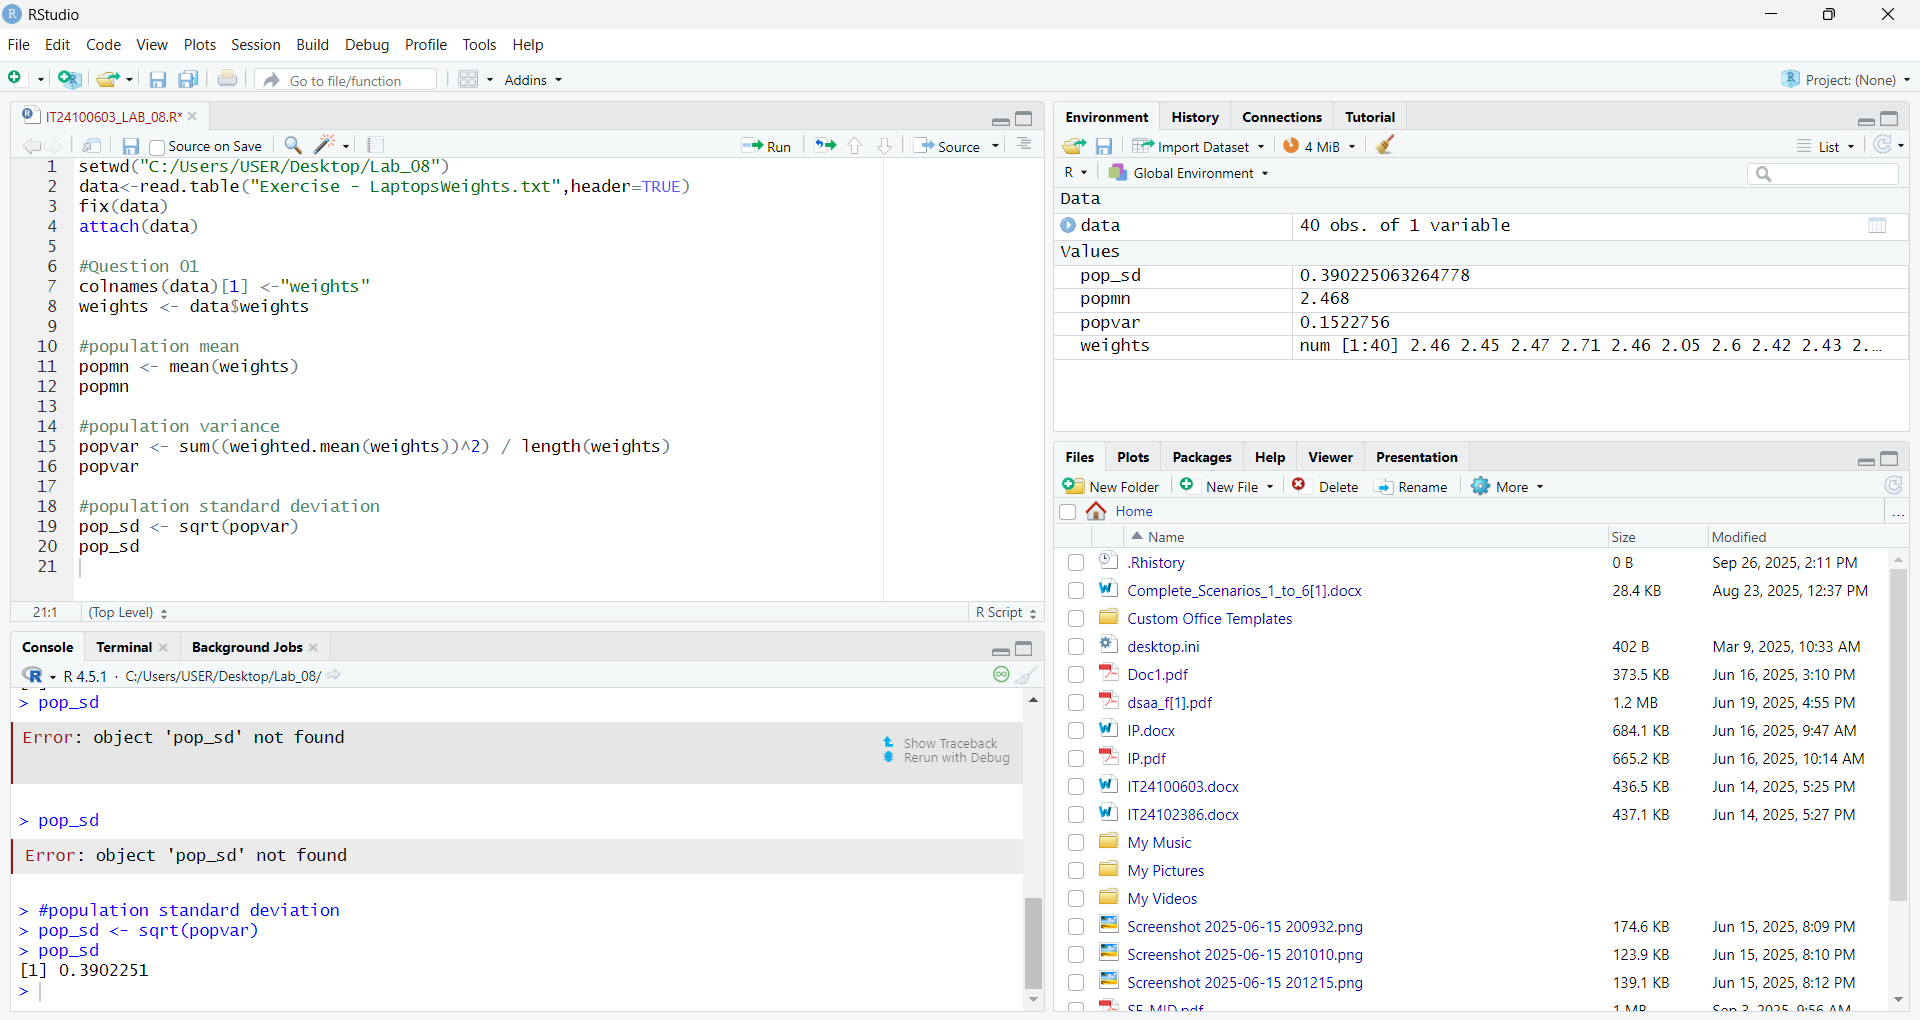 RStudio
File Edit Code View Plots Session Build Debug Profile Tools Help
Go to file/function Addins Project: (None)
IT24100603_LAB_08.R*
Source on Save Run Source
1 setwd("C:/Users/USER/Desktop/Lab_08")
2 data<-read.table("Exercise - LaptopsWeights.txt",header=TRUE)
3 fix(data)
4 attach(data)
5
6 #Question 01
7 colnames(data)[1] <-"weights"
8 weights <- data$weights
9
10 #population mean
11 popmn <- mean(weights)
12 popmn
13
14 #population variance
15 popvar <- sum((weighted.mean(weights))^2) / length(weights)
16 popvar
17
18 #population standard deviation
19 pop_sd <- sqrt(popvar)
20 pop_sd
21
21:1 (Top Level) R Script
Console Terminal Background Jobs
R 4.5.1 · C:/Users/USER/Desktop/Lab_08/
> pop_sd
Error: object 'pop_sd' not found
Show Traceback
Rerun with Debug
> pop_sd
Error: object 'pop_sd' not found
> #population standard deviation
> pop_sd <- sqrt(popvar)
> pop_sd
[1] 0.3902251
>
Environment History Connections Tutorial
Import Dataset 4 MiB List
R Global Environment
Data
data 40 obs. of 1 variable
Values
pop_sd 0.390225063264778
popmn 2.468
popvar 0.1522756
weights num [1:40] 2.46 2.45 2.47 2.71 2.46 2.05 2.6 2.42 2.43 2.…
Files Plots Packages Help Viewer Presentation
New Folder New File Delete Rename More
Home ...
Name Size Modified
.Rhistory 0 B Sep 26, 2025, 2:11 PM
Complete_Scenarios_1_to_6[1].docx 28.4 KB Aug 23, 2025, 12:37 PM
Custom Office Templates
desktop.ini 402 B Mar 9, 2025, 10:33 AM
Doc1.pdf 373.5 KB Jun 16, 2025, 3:10 PM
dsaa_f[1].pdf 1.2 MB Jun 19, 2025, 4:55 PM
IP.docx 684.1 KB Jun 16, 2025, 9:47 AM
IP.pdf 665.2 KB Jun 16, 2025, 10:14 AM
IT24100603.docx 436.5 KB Jun 14, 2025, 5:25 PM
IT24102386.docx 437.1 KB Jun 14, 2025, 5:27 PM
My Music
My Pictures
My Videos
Screenshot 2025-06-15 200932.png 174.6 KB Jun 15, 2025, 8:09 PM
Screenshot 2025-06-15 201010.png 123.9 KB Jun 15, 2025, 8:10 PM
Screenshot 2025-06-15 201215.png 139.1 KB Jun 15, 2025, 8:12 PM